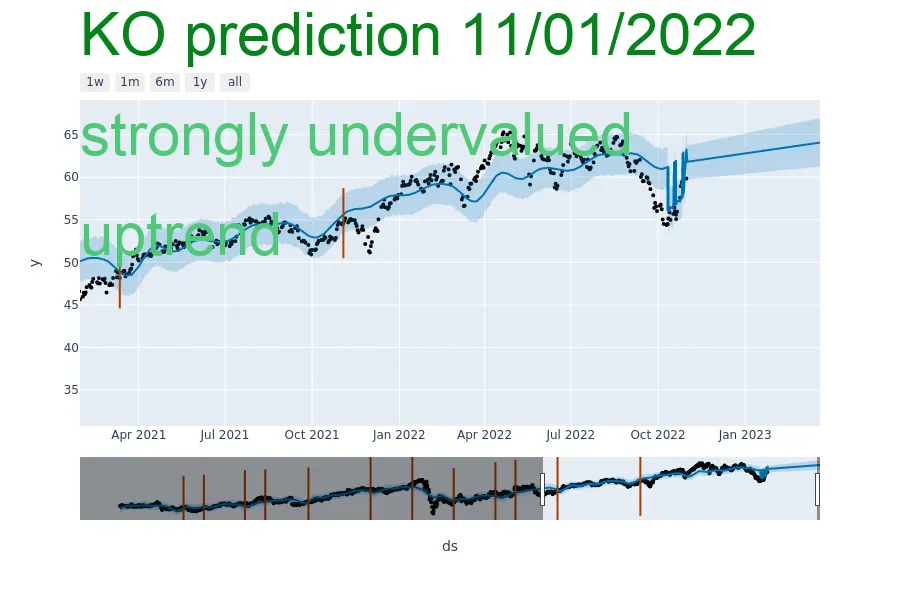 KO prediction 11/01/2022
1w 1m 6m 1y all
strongly undervalued
uptrend
65
60
55
50
45
40
35
y
Apr 2021 Jul 2021 Oct 2021 Jan 2022 Apr 2022 Jul 2022 Oct 2022 Jan 2023
ds